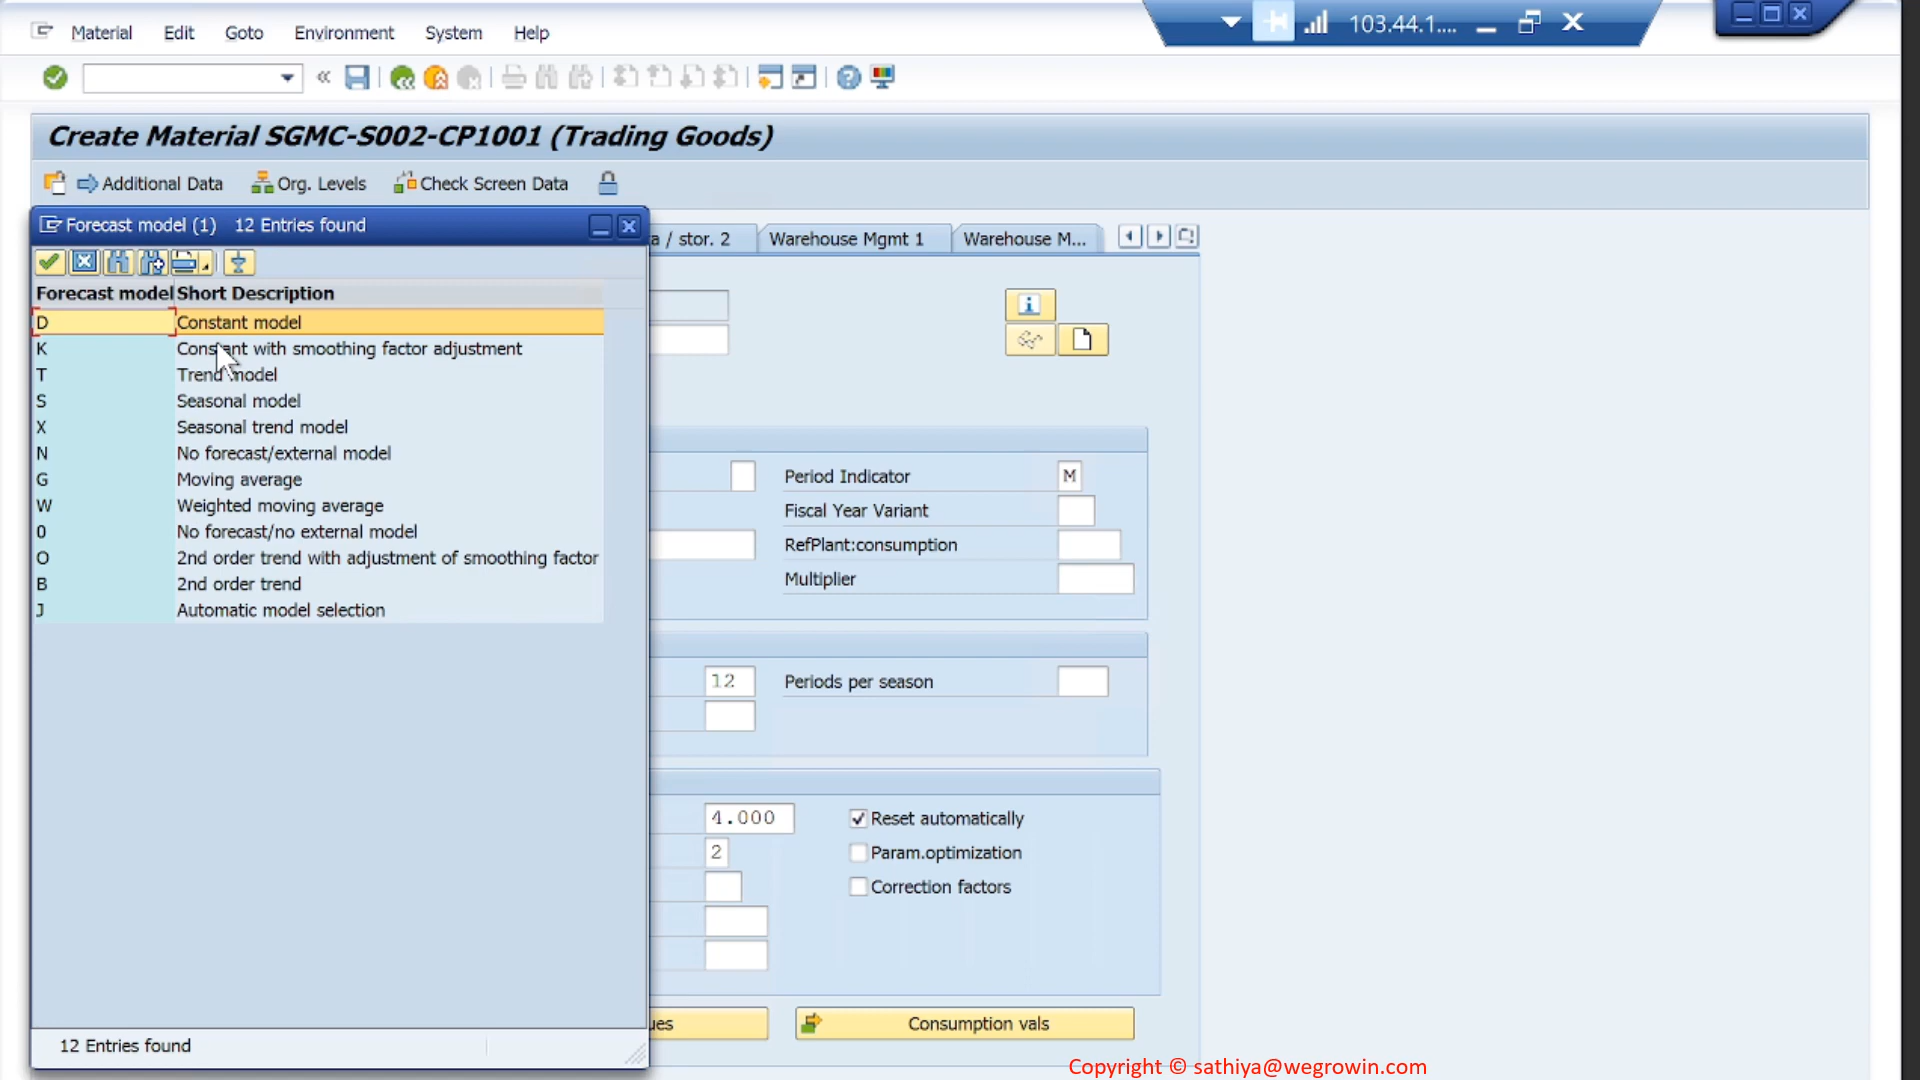 Material Edit Goto Environment System Help
103.44.1....
Create Material SGMC-S002-CP1001 (Trading Goods)
Additional Data Org. Levels Check Screen Data
Forecast model (1) 12 Entries found
a / stor. 2 Warehouse Mgmt 1 Warehouse M...
Forecast model Short Description
D Constant model
K Constant with smoothing factor adjustment
T Trend model
S Seasonal model
X Seasonal trend model
N No forecast/external model
G Moving average
W Weighted moving average
0 No forecast/no external model
O 2nd order trend with adjustment of smoothing factor
B 2nd order trend
J Automatic model selection
Period Indicator M
Fiscal Year Variant
RefPlant:consumption
Multiplier
12 Periods per season
4.000 Reset automatically
2 Param.optimization
Correction factors
ues Consumption vals
12 Entries found
Copyright © sathiya@wegrowin.com